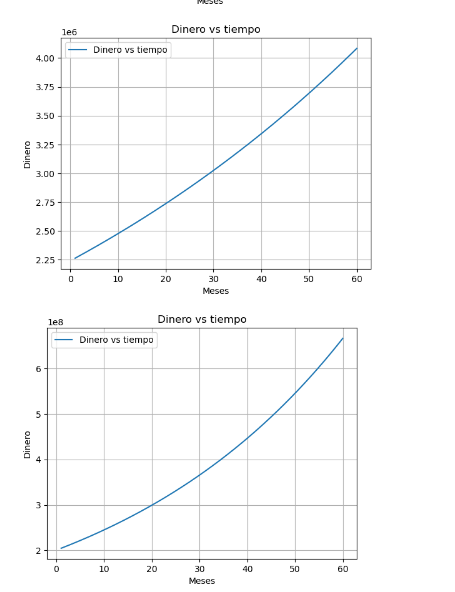 Meses
Dinero vs tiempo
1e6
Dinero vs tiempo
4.00
3.75
3.50
3.25
3.00
2.75
2.50
2.25
Dinero
0 10 20 30 40 50 60
Meses
Dinero vs tiempo
1e8
Dinero vs tiempo
6
5
4
3
2
Dinero
0 10 20 30 40 50 60
Meses